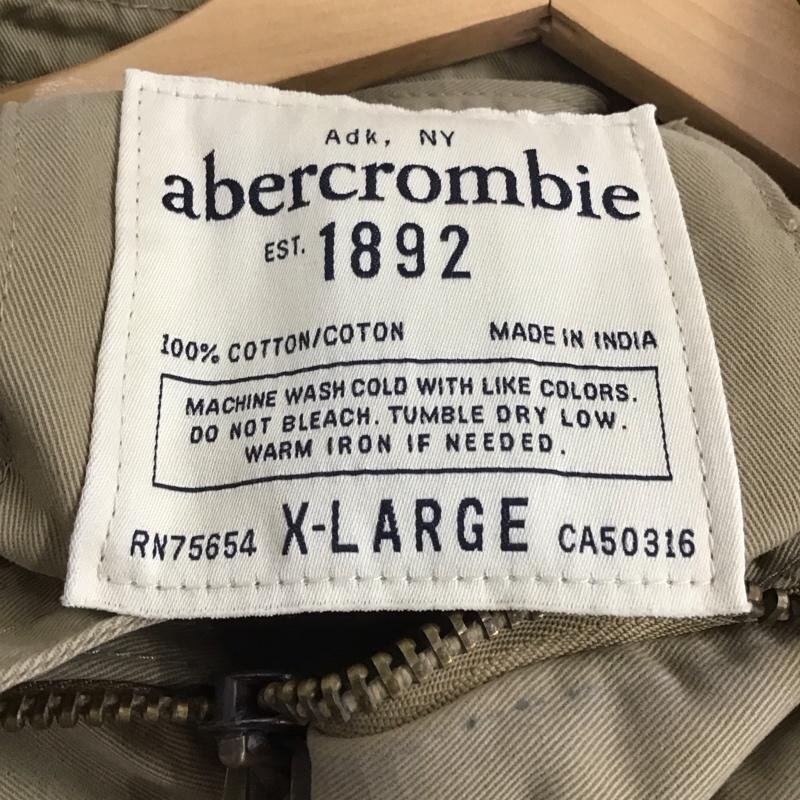 Adk, NY
abercrombie
EST. 1892
100% COTTON/COTON MADE IN INDIA
MACHINE WASH COLD WITH LIKE COLORS.
DO NOT BLEACH. TUMBLE DRY LOW.
WARM IRON IF NEEDED.
RN75654 X-LARGE CA50316